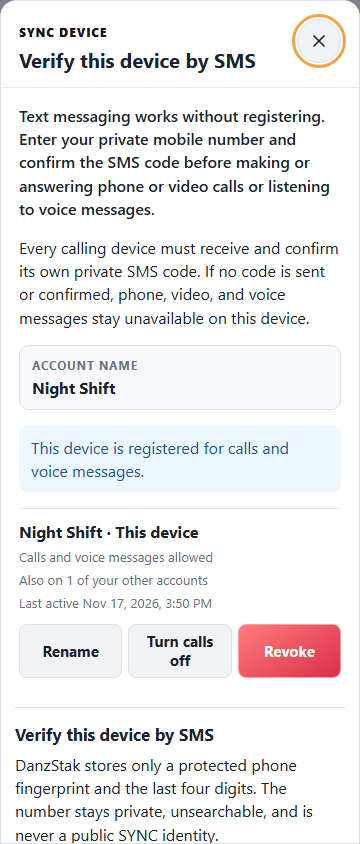 SYNC DEVICE
Verify this device by SMS
Text messaging works without registering.
Enter your private mobile number and
confirm the SMS code before making or
answering phone or video calls or listening
to voice messages.
Every calling device must receive and confirm
its own private SMS code. If no code is sent
or confirmed, phone, video, and voice
messages stay unavailable on this device.
ACCOUNT NAME
Night Shift
This device is registered for calls and
voice messages.
Night Shift · This device
Calls and voice messages allowed
Also on 1 of your other accounts
Last active Nov 17, 2026, 3:50 PM
Rename
Turn calls
off
Revoke
Verify this device by SMS
DanzStak stores only a protected phone
fingerprint and the last four digits. The
number stays private, unsearchable, and is
never a public SYNC identity.